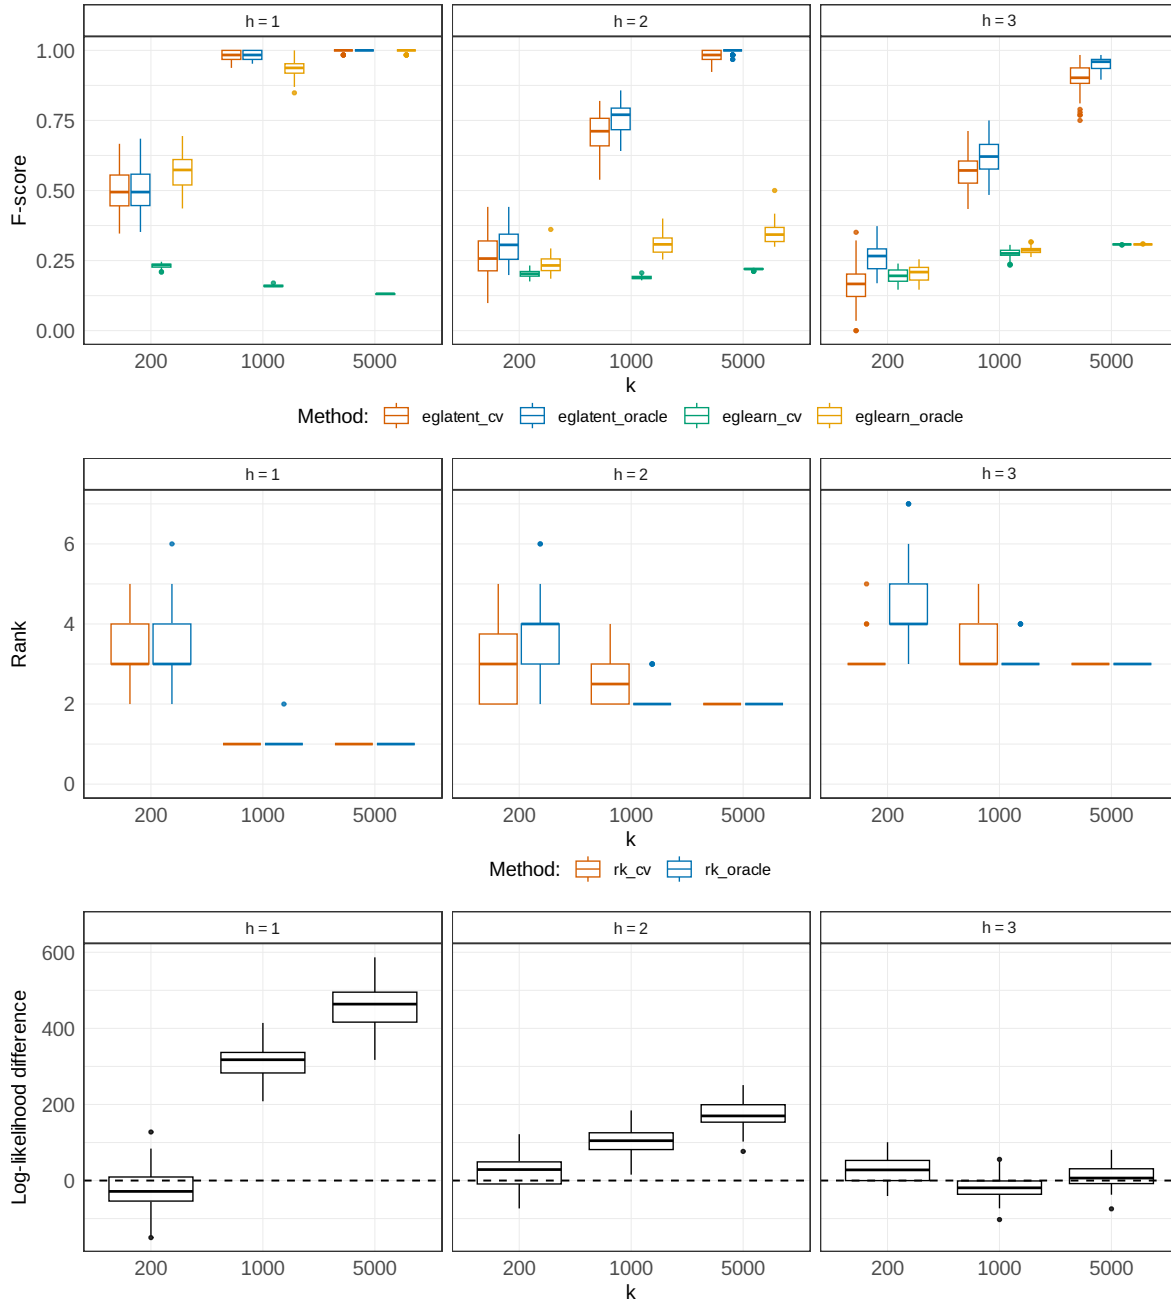 h = 1 h = 2 h = 3
F-score
1.00
0.75
0.50
0.25
0.00
200 1000 5000 200 1000 5000 200 1000 5000
k
Method: eglatent_cv eglatent_oracle eglearn_cv eglearn_oracle
h = 1 h = 2 h = 3
Rank
6
4
2
0
200 1000 5000 200 1000 5000 200 1000 5000
k
Method: rk_cv rk_oracle
h = 1 h = 2 h = 3
Log-likelihood difference
600
400
200
0
200 1000 5000 200 1000 5000 200 1000 5000
k